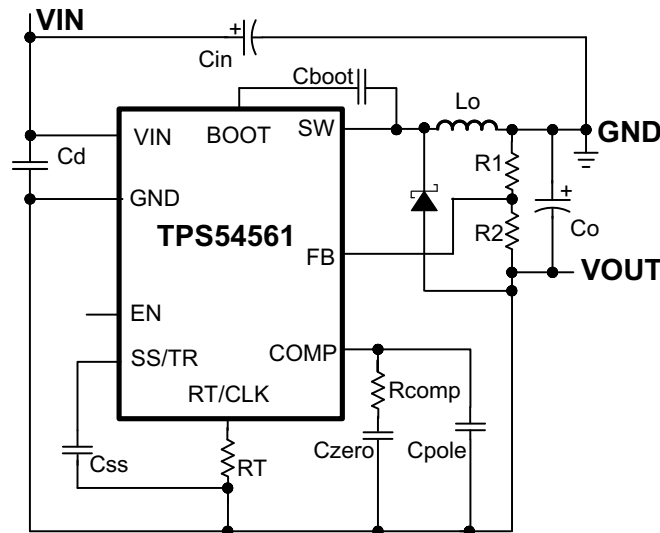 VIN
+
Cin
Cboot
Lo
VIN
BOOT
SW
GND
Cd
R1
GND
+
TPS54561
R2
Co
FB
VOUT
EN
COMP
SS/TR
RT/CLK
Rcomp
Css
RT
Czero
Cpole